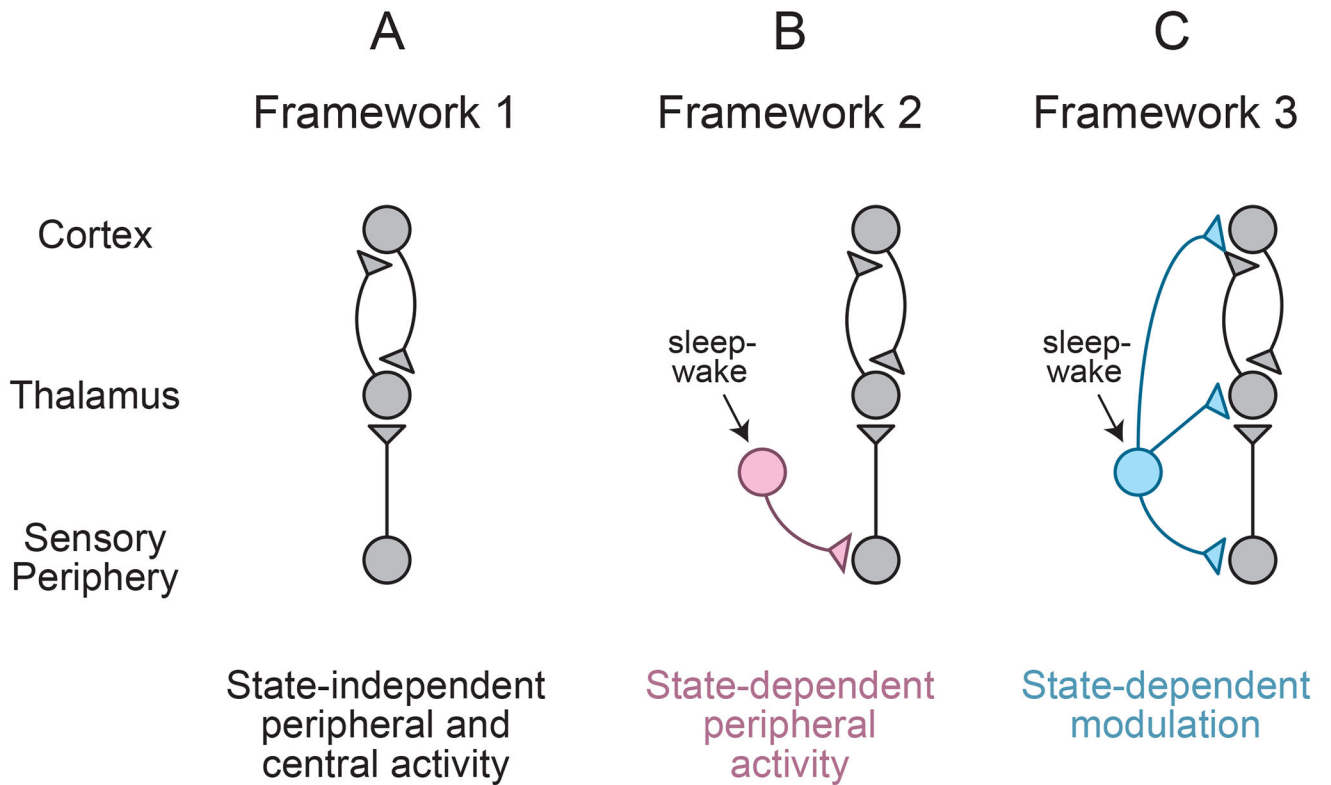 A
B
C
Framework 1
Framework 2
Framework 3
Cortex
sleep-
wake
sleep-
wake
Thalamus
Sensory
Periphery
State-independent
peripheral and
central activity
State-dependent
peripheral
activity
State-dependent
modulation